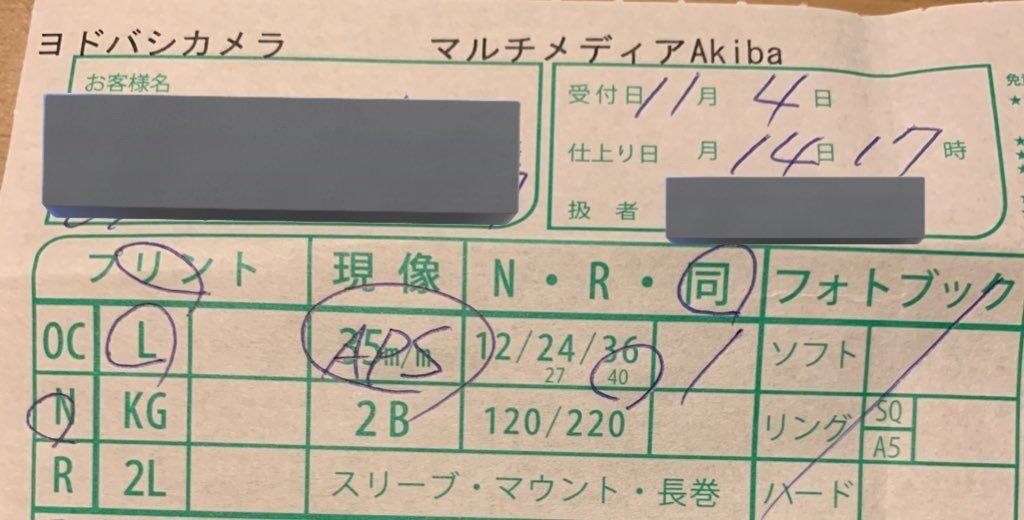 ヨドバシカメラ マルチメディアAkiba
お客様名
受付日 11月 4日
仕上り日 月 14日 17時
扱 者
プリント 現 像 N・R・同 フォトブック
OC L 35m/m APS 12/24/36 1 ソフト
27 40
N KG 2B 120/220 リング SQ
A5
R 2L スリーブ・マウント・長巻 ハード